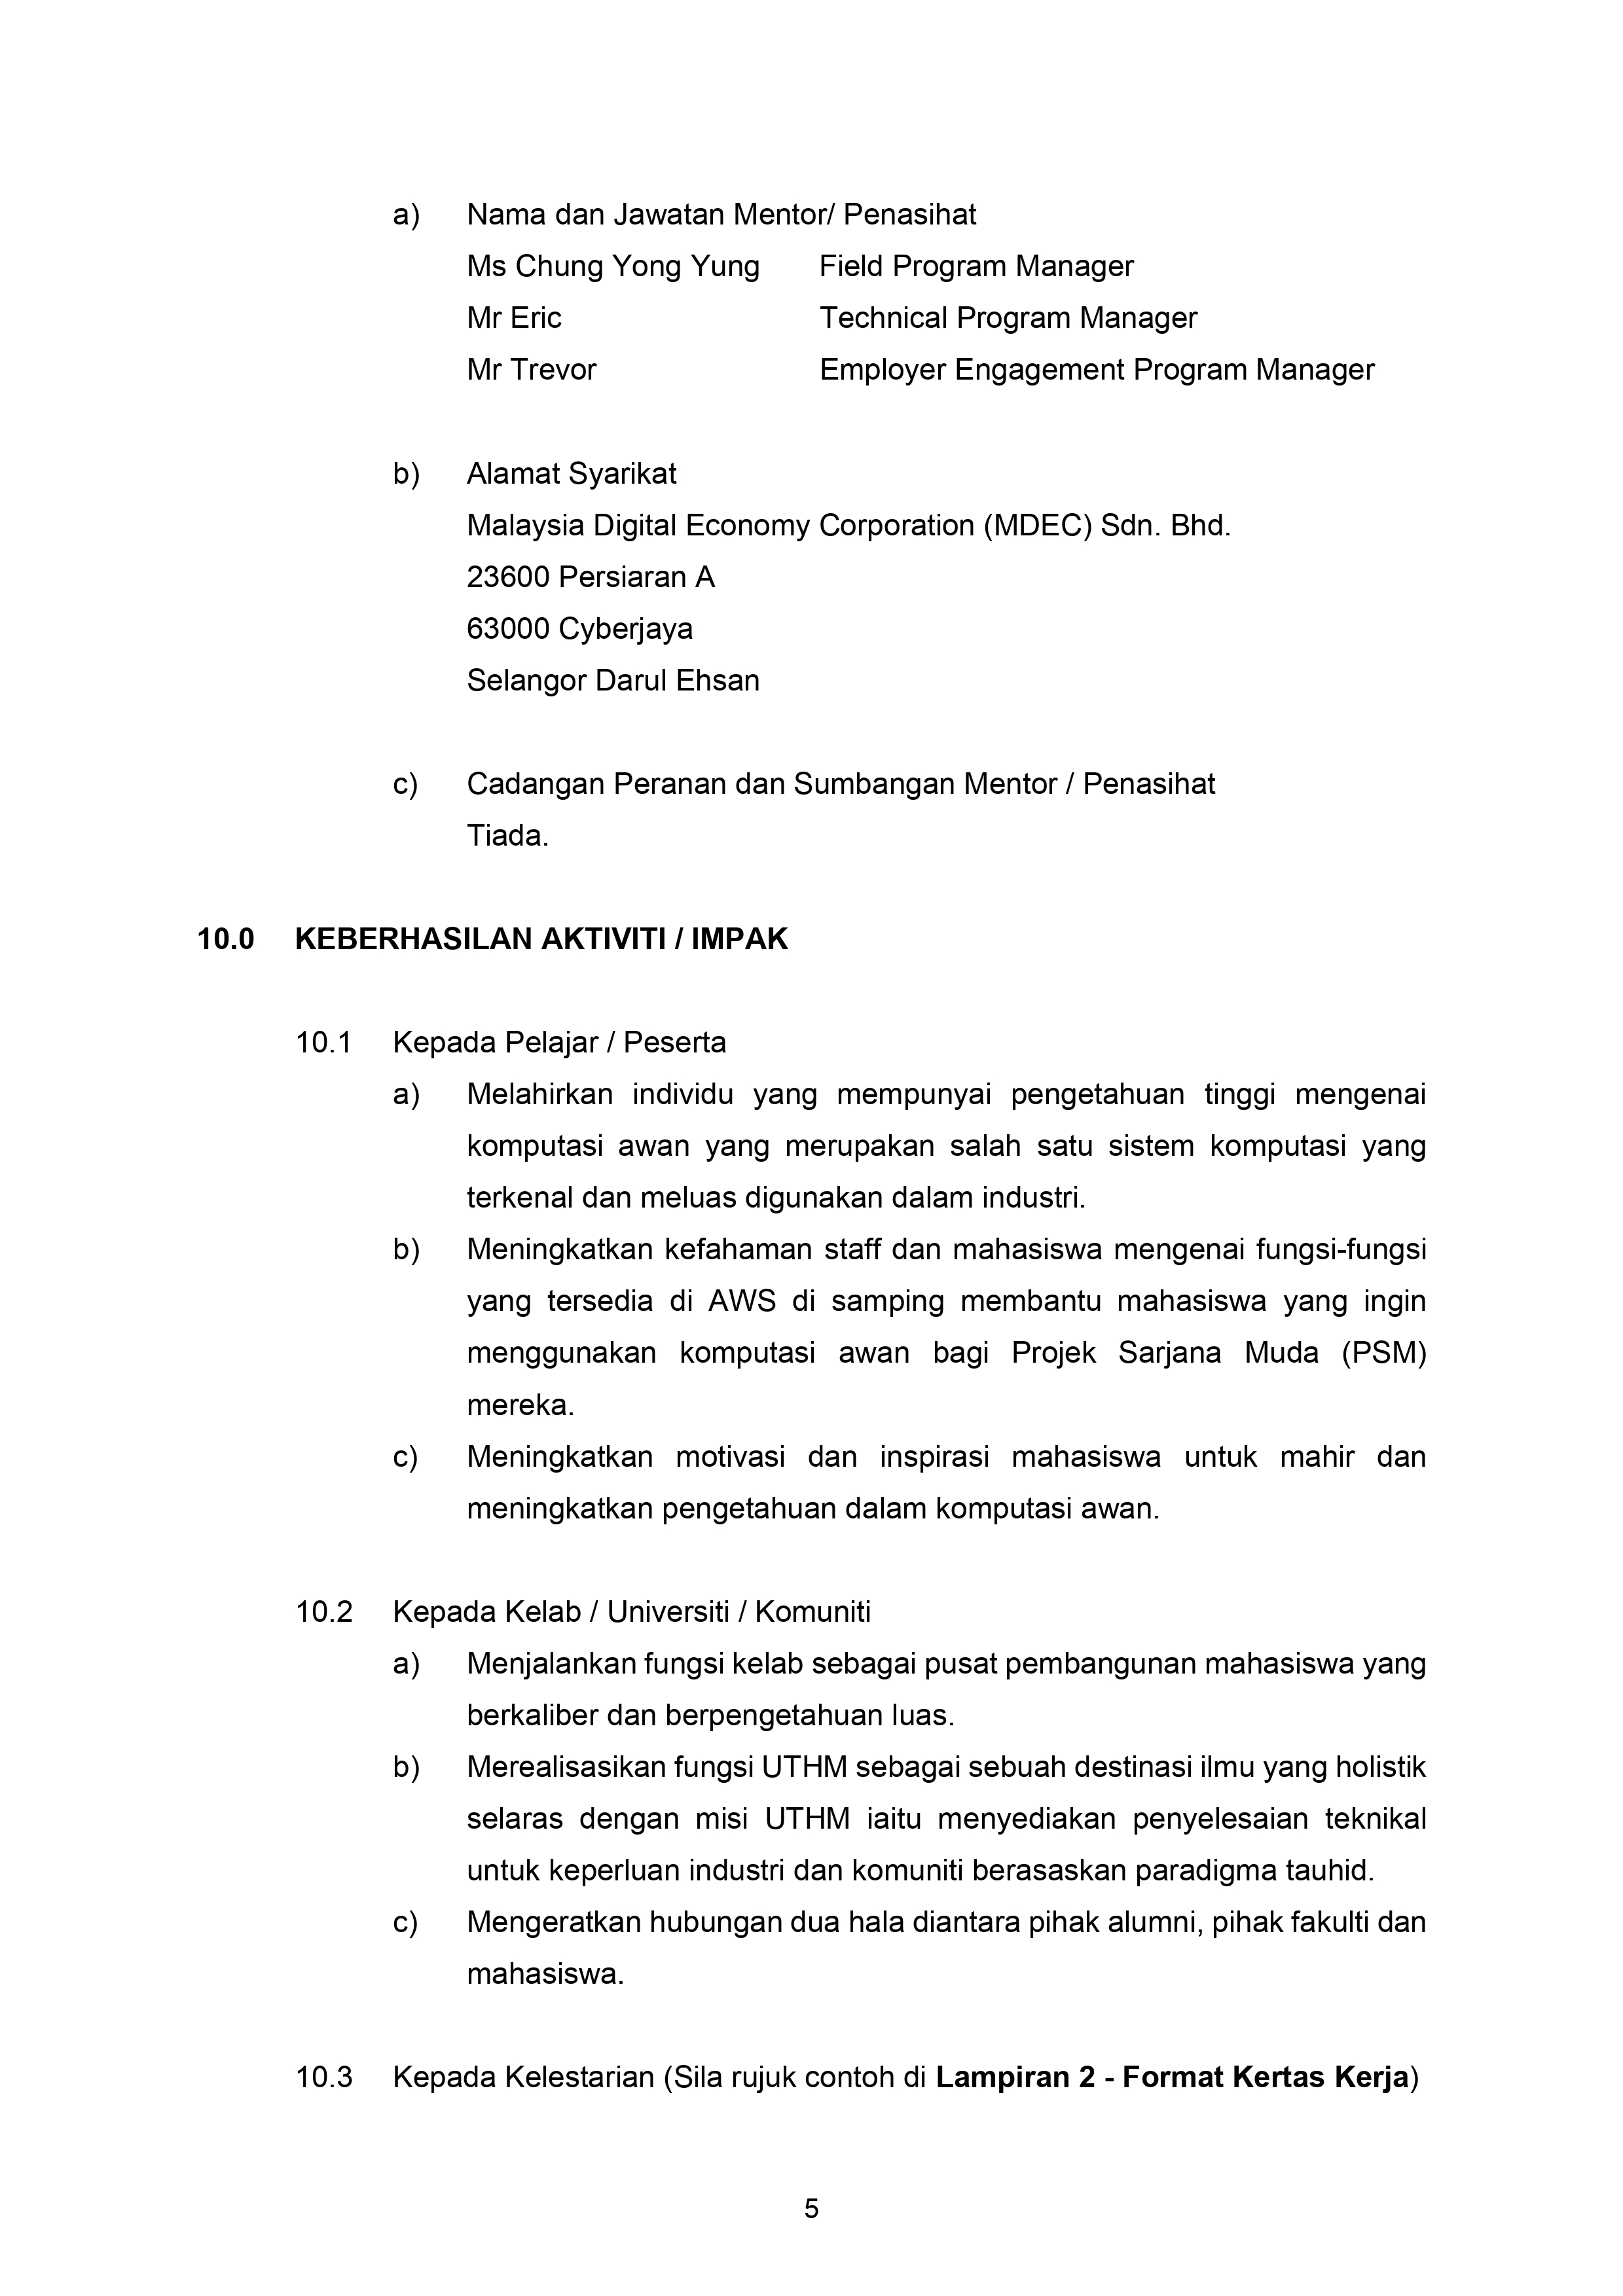 a) Nama dan Jawatan Mentor/ Penasihat
Ms Chung Yong Yung Field Program Manager
Mr Eric Technical Program Manager
Mr Trevor Employer Engagement Program Manager
b) Alamat Syarikat
Malaysia Digital Economy Corporation (MDEC) Sdn. Bhd.
23600 Persiaran A
63000 Cyberjaya
Selangor Darul Ehsan
c) Cadangan Peranan dan Sumbangan Mentor / Penasihat
Tiada.
10.0 KEBERHASILAN AKTIVITI / IMPAK
10.1 Kepada Pelajar / Peserta
a) Melahirkan individu yang mempunyai pengetahuan tinggi mengenai
komputasi awan yang merupakan salah satu sistem komputasi yang
terkenal dan meluas digunakan dalam industri.
b) Meningkatkan kefahaman staff dan mahasiswa mengenai fungsi-fungsi
yang tersedia di AWS di samping membantu mahasiswa yang ingin
menggunakan komputasi awan bagi Projek Sarjana Muda (PSM)
mereka.
c) Meningkatkan motivasi dan inspirasi mahasiswa untuk mahir dan
meningkatkan pengetahuan dalam komputasi awan.
10.2 Kepada Kelab / Universiti / Komuniti
a) Menjalankan fungsi kelab sebagai pusat pembangunan mahasiswa yang
berkaliber dan berpengetahuan luas.
b) Merealisasikan fungsi UTHM sebagai sebuah destinasi ilmu yang holistik
selaras dengan misi UTHM iaitu menyediakan penyelesaian teknikal
untuk keperluan industri dan komuniti berasaskan paradigma tauhid.
c) Mengeratkan hubungan dua hala diantara pihak alumni, pihak fakulti dan
mahasiswa.
10.3 Kepada Kelestarian (Sila rujuk contoh di Lampiran 2 - Format Kertas Kerja)
5